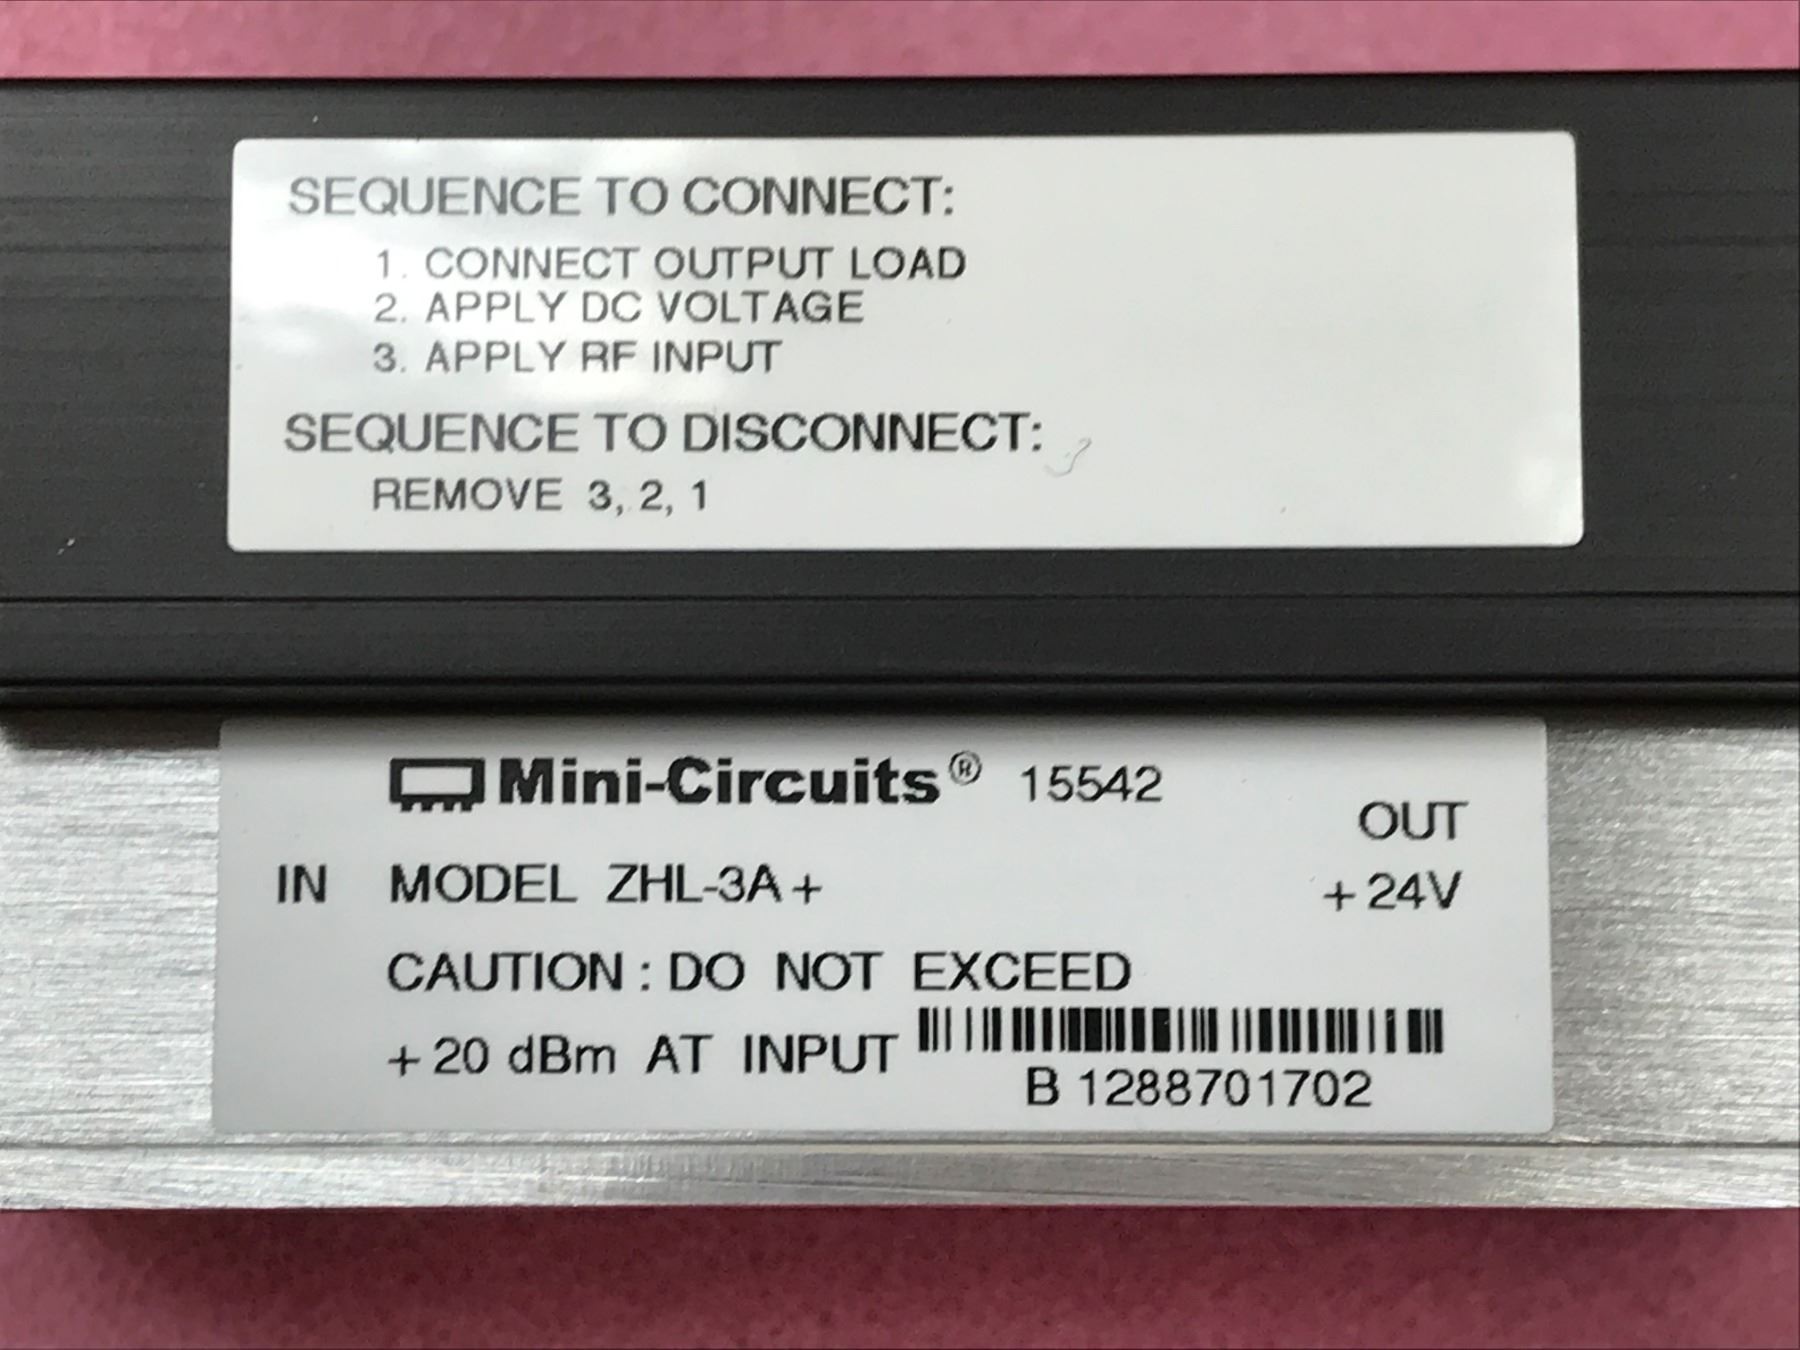 SEQUENCE TO CONNECT:
1. CONNECT OUTPUT LOAD
2. APPLY DC VOLTAGE
3. APPLY RF INPUT
SEQUENCE TO DISCONNECT:
REMOVE 3, 2, 1
Mini-Circuits® 15542
OUT
IN MODEL ZHL-3A+ +24V
CAUTION: DO NOT EXCEED
+20 dBm AT INPUT
B 1288701702